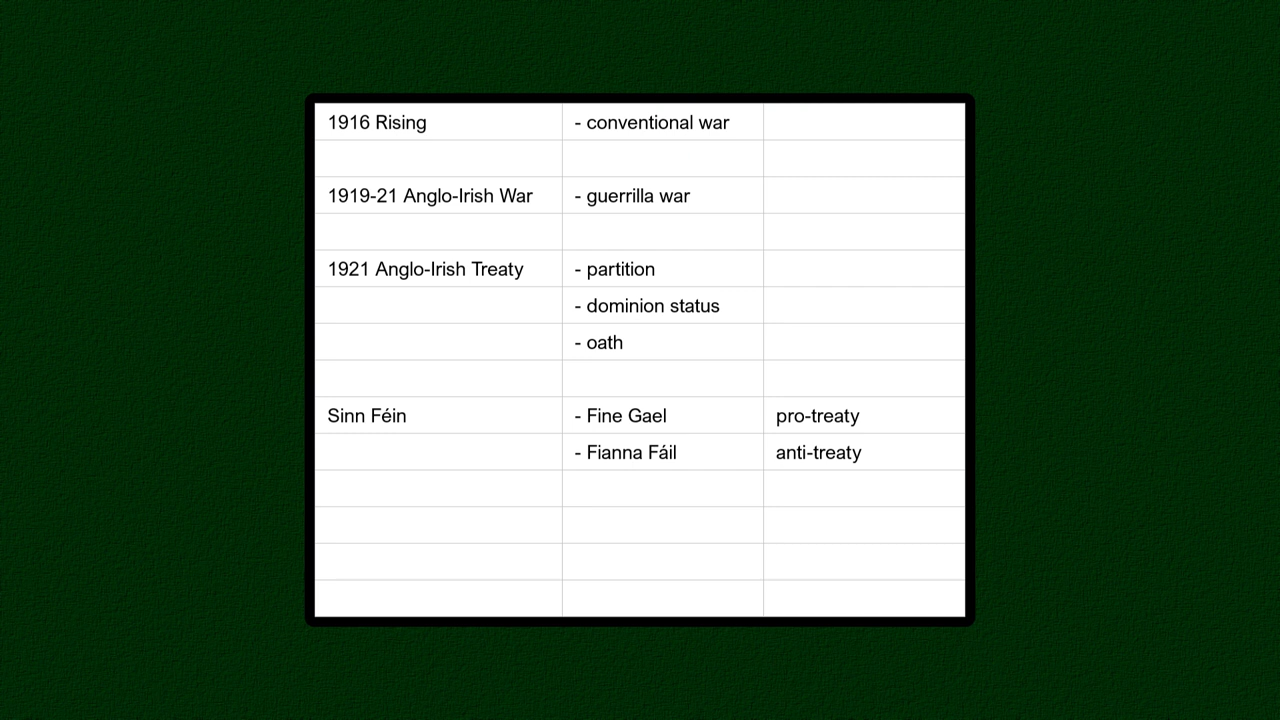 1916 Rising - conventional war
1919-21 Anglo-Irish War - guerrilla war
1921 Anglo-Irish Treaty - partition
- dominion status
- oath
Sinn Féin - Fine Gael pro-treaty
- Fianna Fáil anti-treaty